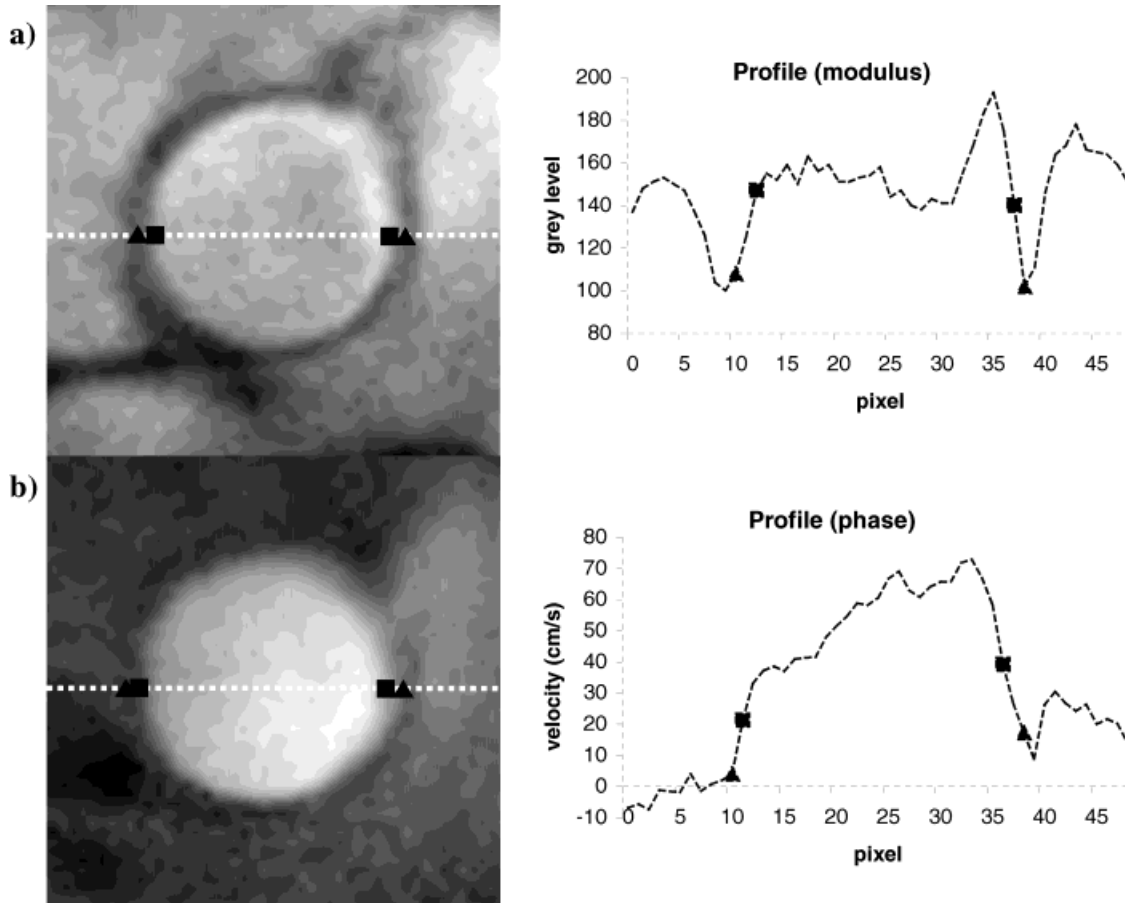 a)
Profile (modulus)
grey level
200
180
160
140
120
100
80
0 5 10 15 20 25 30 35 40 45
pixel
b)
Profile (phase)
velocity (cm/s)
80
70
60
50
40
30
20
10
0
-10
0 5 10 15 20 25 30 35 40 45
pixel